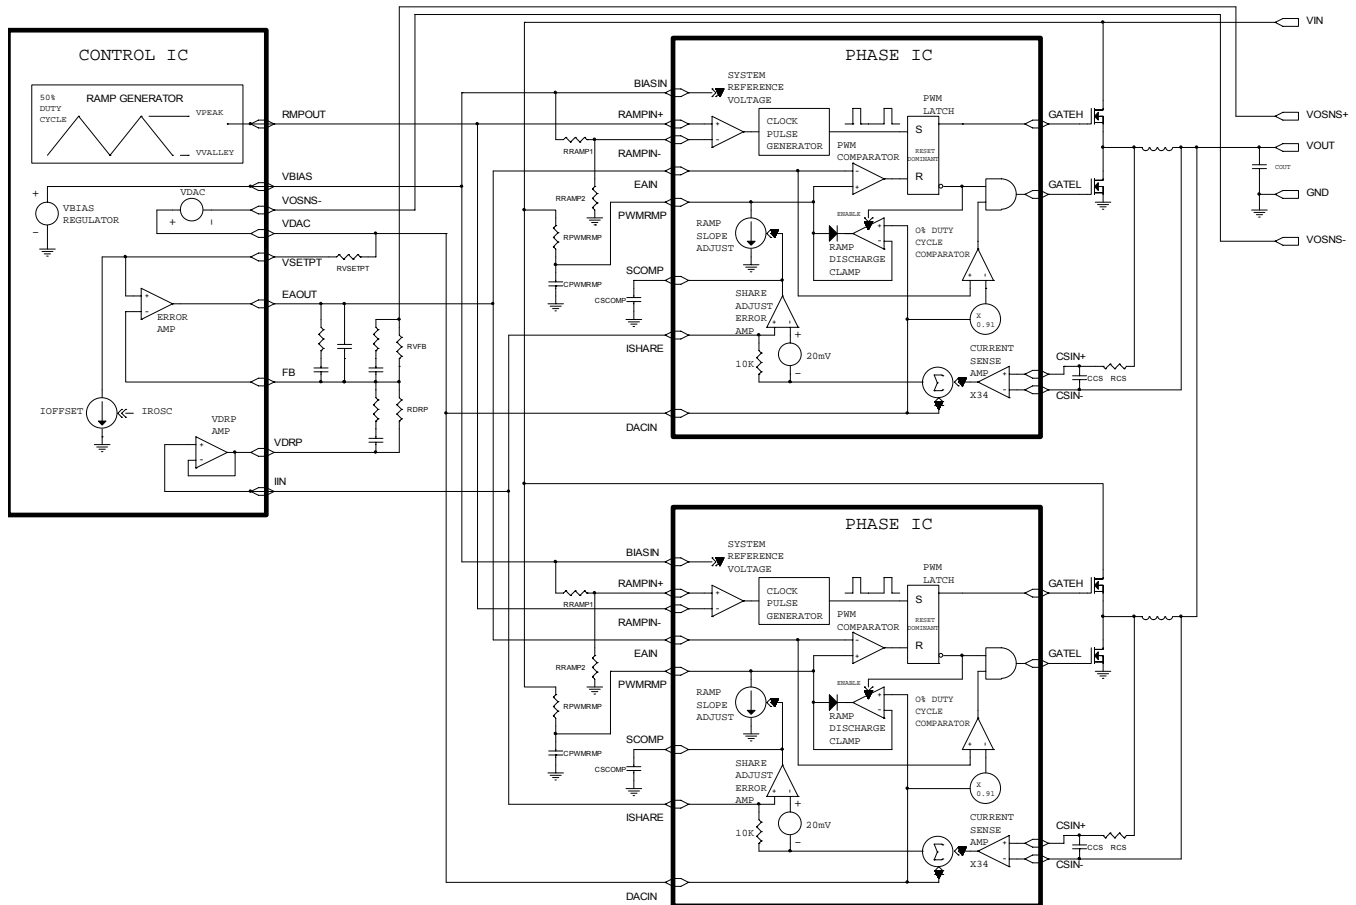 CONTROL IC
50%
DUTY
CYCLE
RAMP GENERATOR
VPEAK
VVALLEY
RMPOUT
VBIAS
VOSNS-
VDAC
VSETPT
EAOUT
FB
VDRP
IIN
+
VBIAS
REGULATOR
-
VDAC
+
-
RVSETPT
+
-
ERROR
AMP
IOFFSET
IROSC
VDRP
AMP
+
-
RVFB
RDRP
PHASE IC
BIASIN
RAMPIN+
RAMPIN-
EAIN
PWMRMP
SCOMP
ISHARE
DACIN
RRAMP1
RRAMP2
RPWMRMP
CPWMRMP
CSCOMP
SYSTEM
REFERENCE
VOLTAGE
+
-
CLOCK
PULSE
GENERATOR
PWM
LATCH
S
RESET
DOMINANT
R
PWM
COMPARATOR
-
+
ENABLE
RAMP
SLOPE
ADJUST
RAMP
DISCHARGE
CLAMP
+
-
0% DUTY
CYCLE
COMPARATOR
+ -
X
0.91
SHARE
ADJUST
ERROR
AMP
+ -
+
20mV
-
10K
Σ
CURRENT
SENSE
AMP
X34
+
-
GATEH
GATEL
CSIN+
CSIN-
CCS
RCS
VIN
VOSNS+
VOUT
COUT
GND
VOSNS-
PHASE IC
BIASIN
RAMPIN+
RAMPIN-
EAIN
PWMRMP
SCOMP
ISHARE
DACIN
RRAMP1
RRAMP2
RPWMRMP
CPWMRMP
CSCOMP
SYSTEM
REFERENCE
VOLTAGE
+
-
CLOCK
PULSE
GENERATOR
PWM
LATCH
S
RESET
DOMINANT
R
PWM
COMPARATOR
-
+
ENABLE
RAMP
SLOPE
ADJUST
RAMP
DISCHARGE
CLAMP
+
-
0% DUTY
CYCLE
COMPARATOR
+ -
X
0.91
SHARE
ADJUST
ERROR
AMP
+ -
+
20mV
-
10K
Σ
CURRENT
SENSE
AMP
X34
+
-
GATEH
GATEL
CSIN+
CSIN-
CCS
RCS